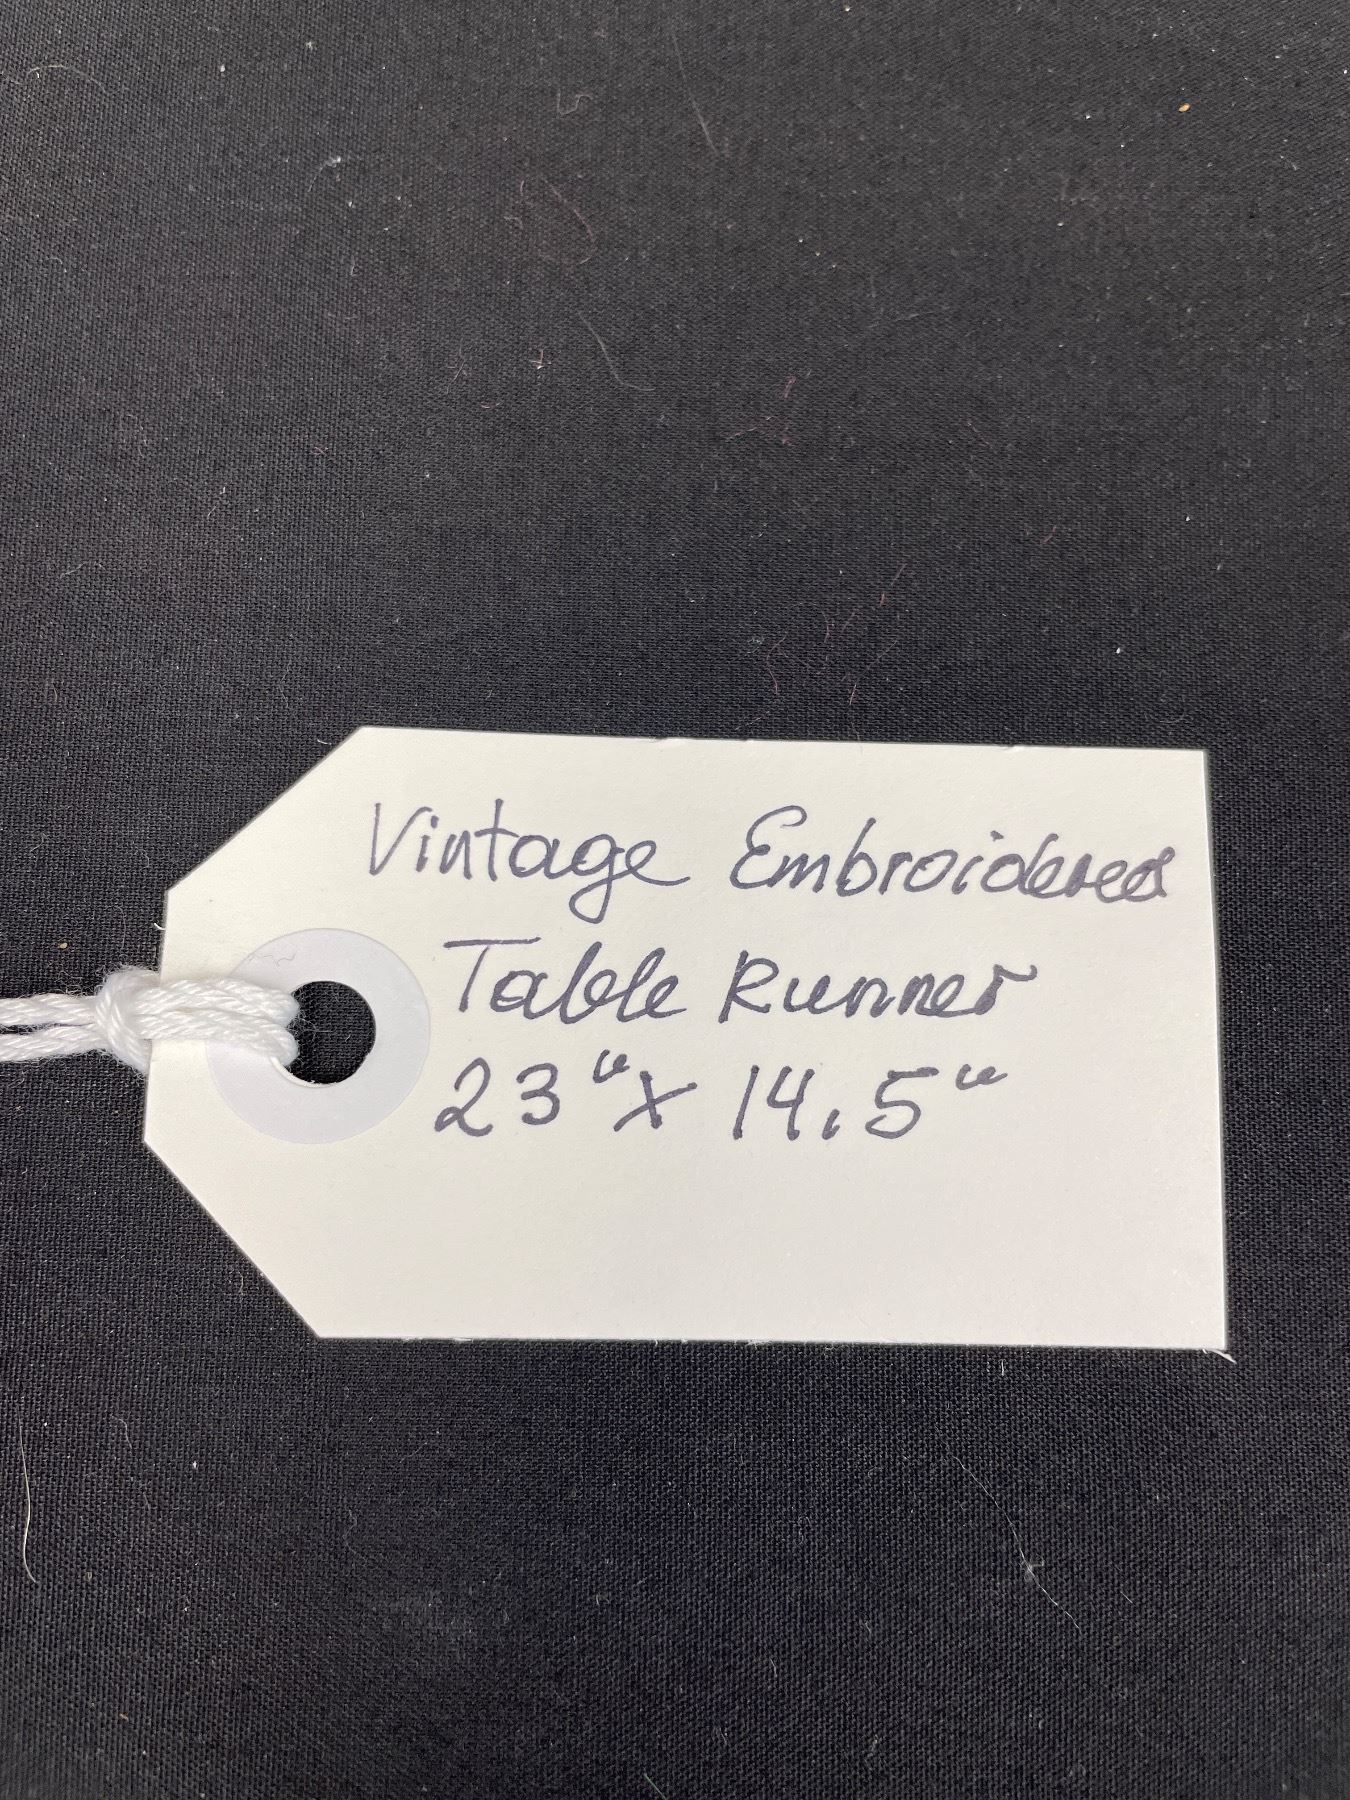 Vintage Embroidered
Table Runner
23" x 14.5"